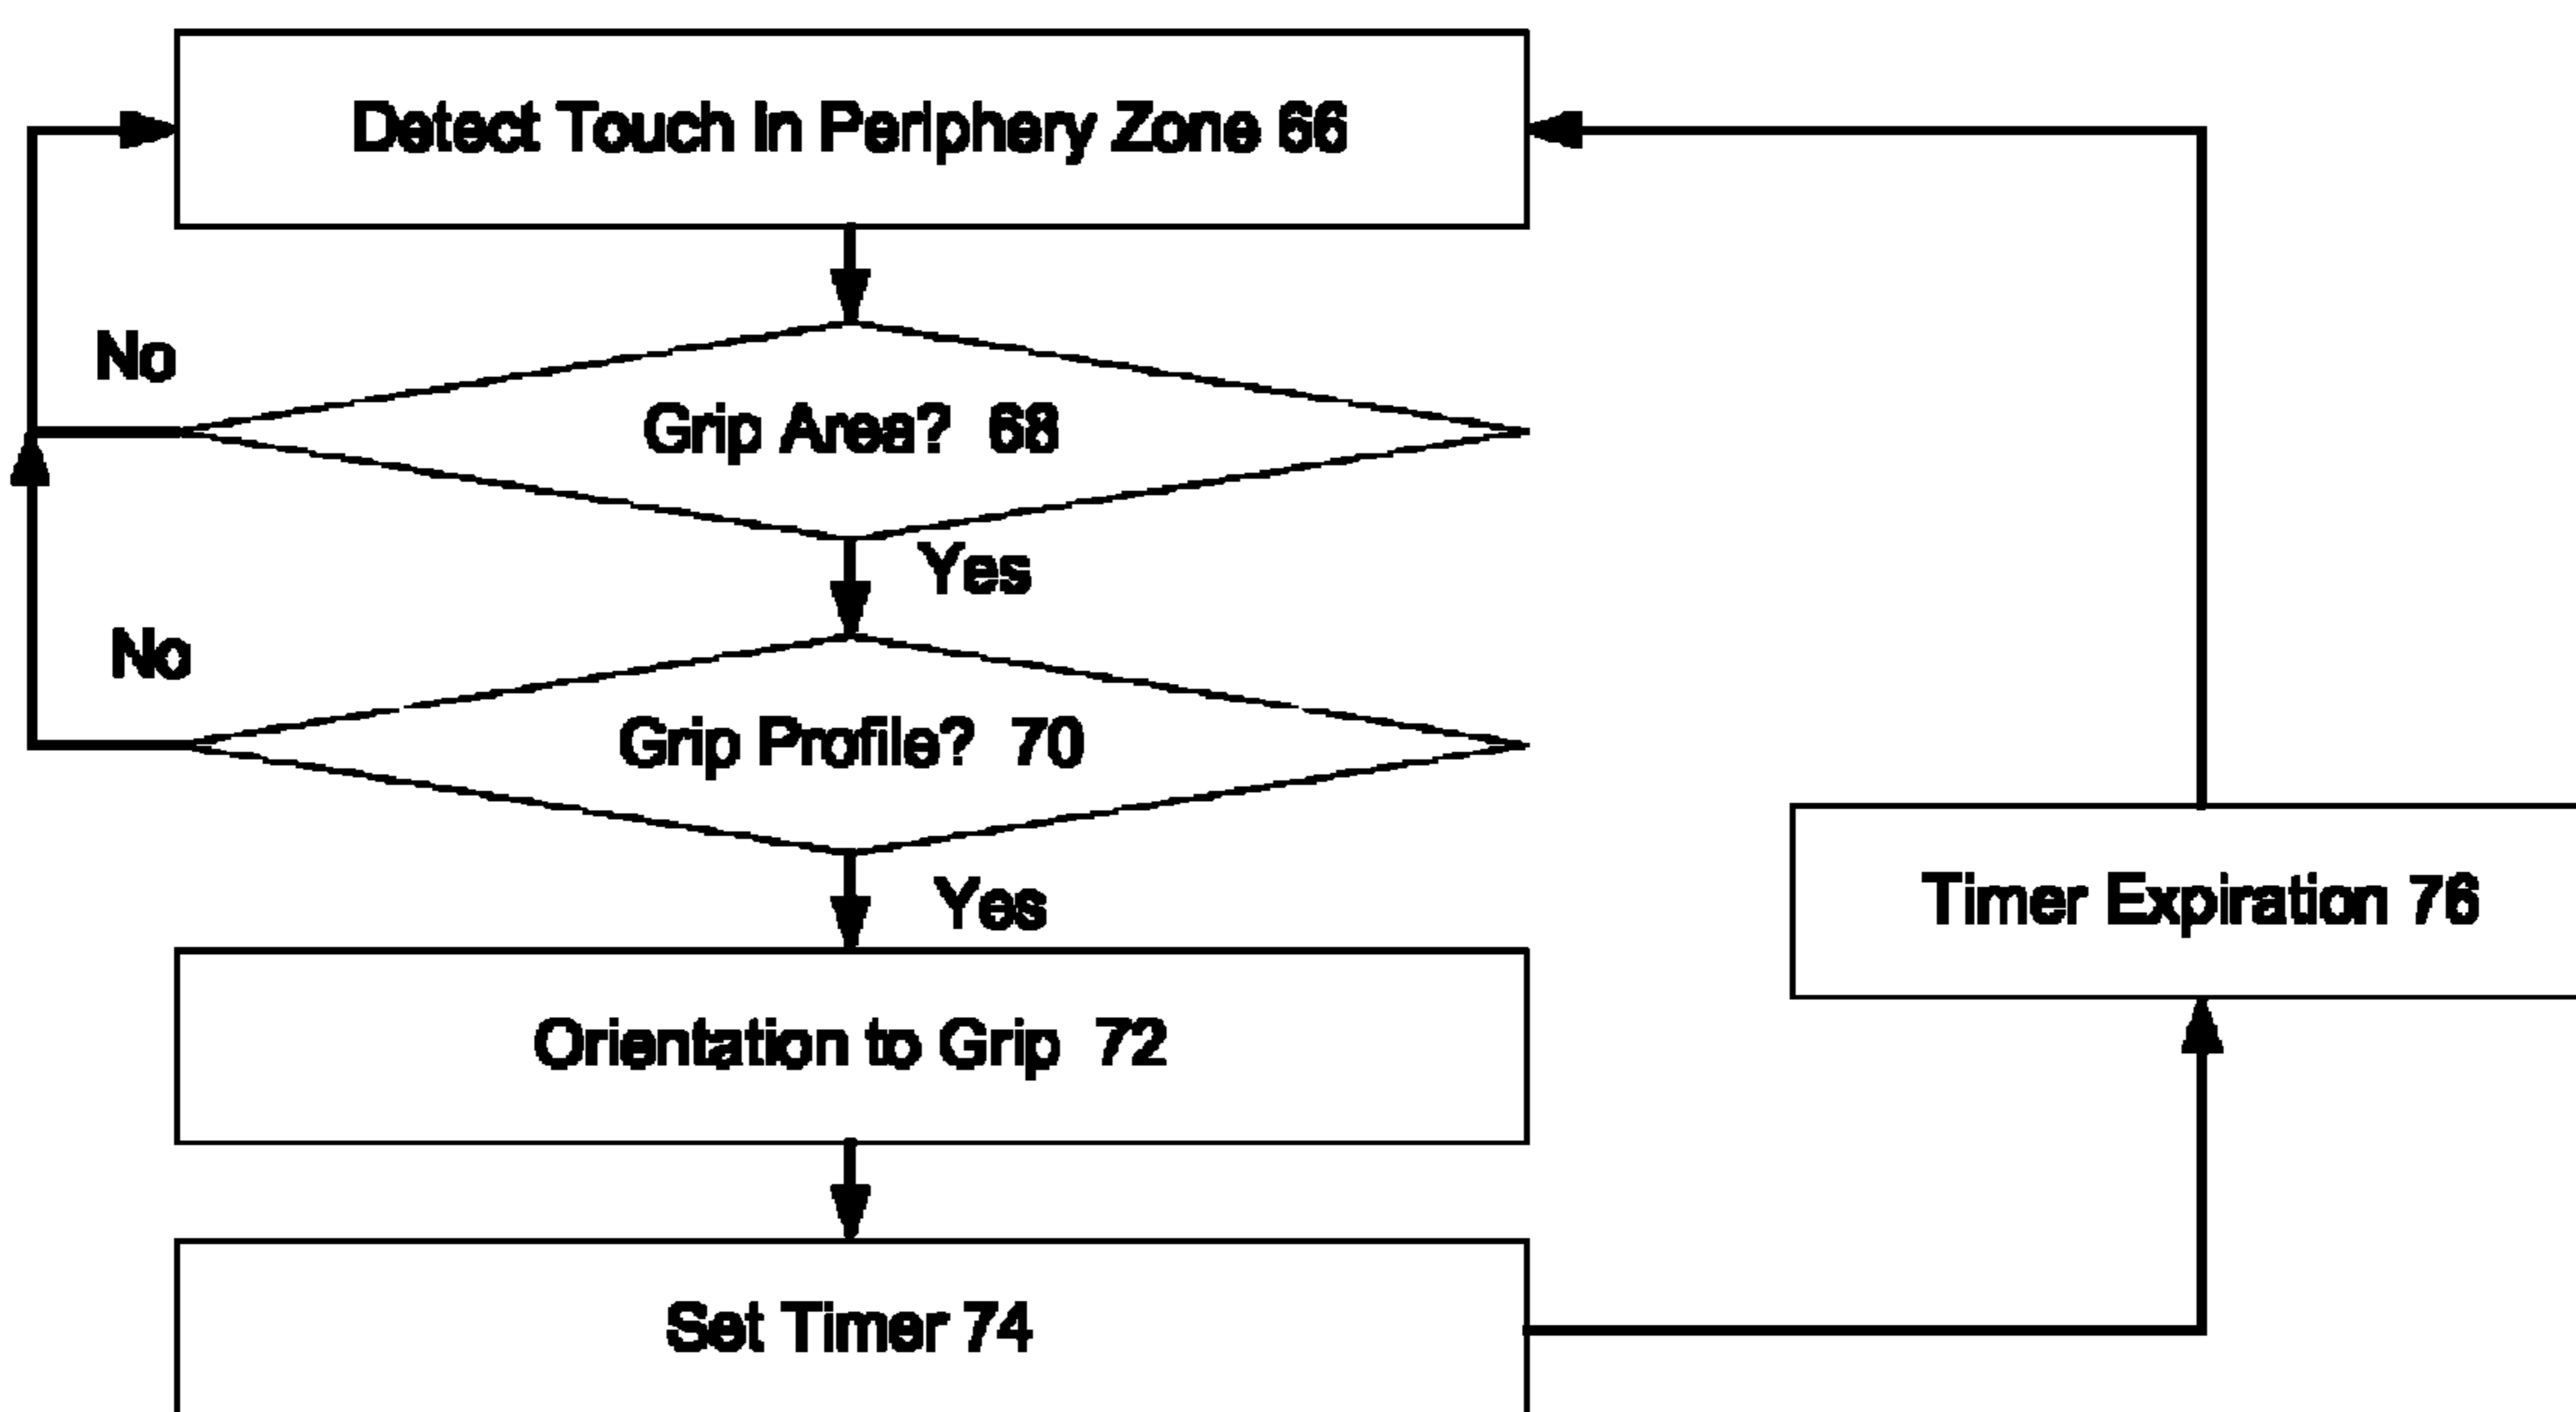 Detect Touch in Periphery Zone 66
No
Grip Area? 68
Yes
No
Grip Profile? 70
Yes
Timer Expiration 76
Orientation to Grip 72
Set Timer 74